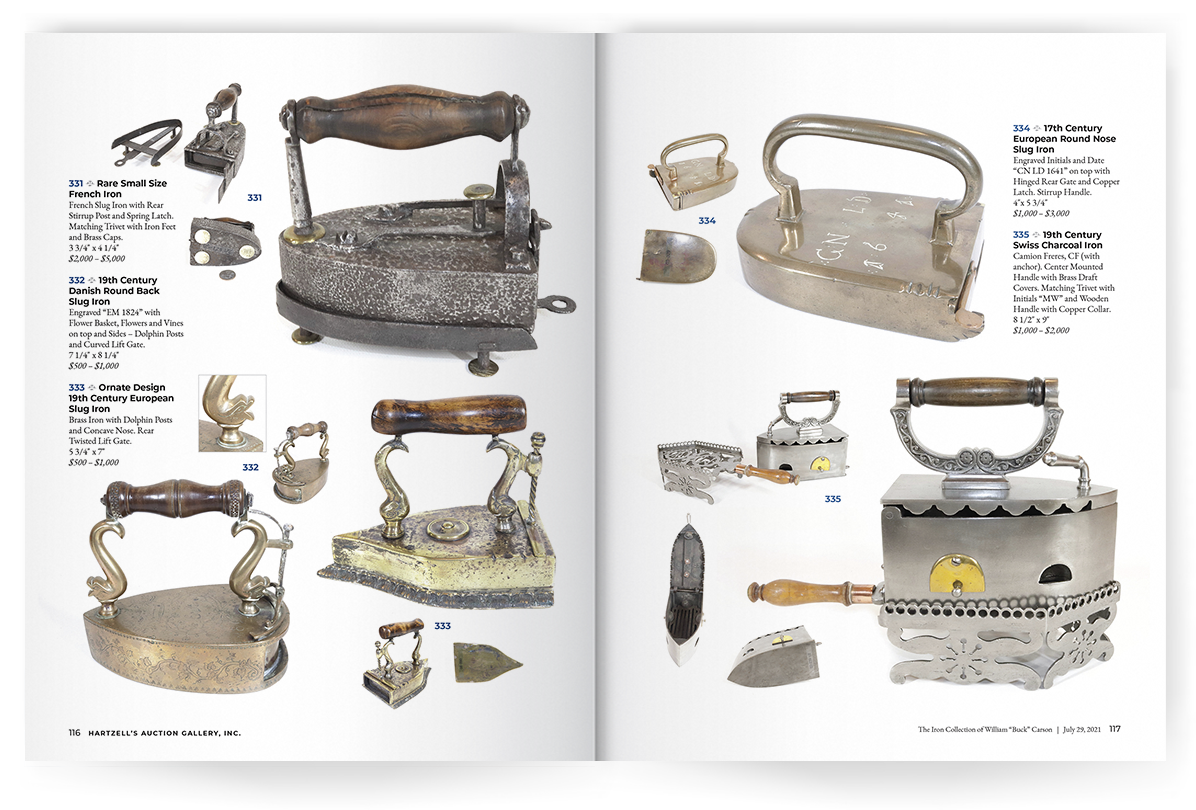 331 ✣ Rare Small Size
French Iron
French Slug Iron with Rear
Stirrup Post and Spring Latch.
Matching Trivet with Iron Feet
and Brass Caps.
3 3/4" x 4 1/4"
$2,000 – $5,000
332 ✣ 19th Century
Danish Round Back
Slug Iron
Engraved “EM 1824” with
Flower Basket, Flowers and Vines
on top and Sides – Dolphin Posts
and Curved Lift Gate.
7 1/4" x 8 1/4"
$500 – $1,000
333 ✣ Ornate Design
19th Century European
Slug Iron
Brass Iron with Dolphin Posts
and Concave Nose. Rear
Twisted Lift Gate.
5 3/4" x 7"
$500 – $1,000
331
332
333
116 HARTZELL’S AUCTION GALLERY, INC.
334 ✣ 17th Century
European Round Nose
Slug Iron
Engraved Initials and Date
“CN LD 1641” on top with
Hinged Rear Gate and Copper
Latch. Stirrup Handle.
4"x 5 3/4"
$1,000 – $3,000
335 ✣ 19th Century
Swiss Charcoal Iron
Camion Freres, CF (with
anchor). Center Mounted
Handle with Brass Draft
Covers. Matching Trivet with
Initials “MW” and Wooden
Handle with Copper Collar.
8 1/2" x 9"
$1,000 – $2,000
334
CN LD
335
The Iron Collection of William “Buck” Carson | July 29, 2021 117